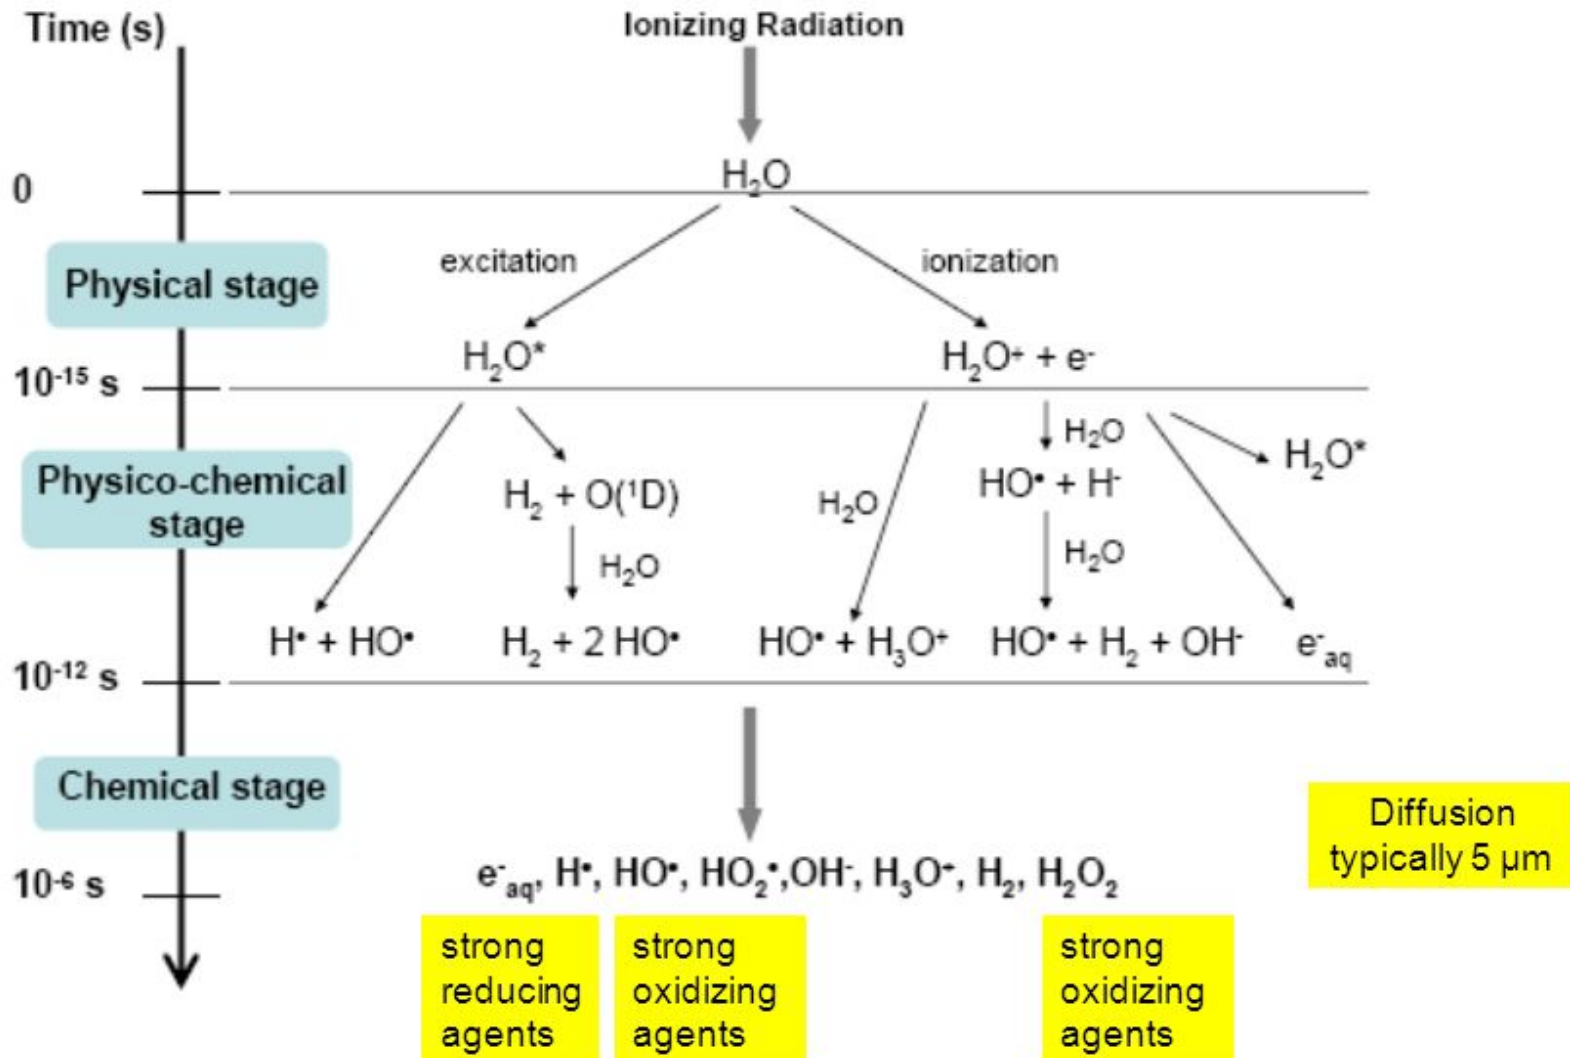 Time (s)
Ionizing Radiation
H₂O
0
excitation
ionization
Physical stage
H₂O*
H₂O⁺ + e⁻
10⁻¹⁵ s
H₂O
H₂O*
Physico-chemical
stage
H₂ + O(¹D)
H₂O
HO• + H⁻
H₂O
H₂O
H• + HO•
H₂ + 2 HO•
HO• + H₃O⁺
HO• + H₂ + OH⁻
e⁻aq
10⁻¹² s
Chemical stage
Diffusion
typically 5 µm
10⁻⁶ s
e⁻aq, H•, HO•, HO₂•,OH⁻, H₃O⁺, H₂, H₂O₂
strong
reducing
agents
strong
oxidizing
agents
strong
oxidizing
agents